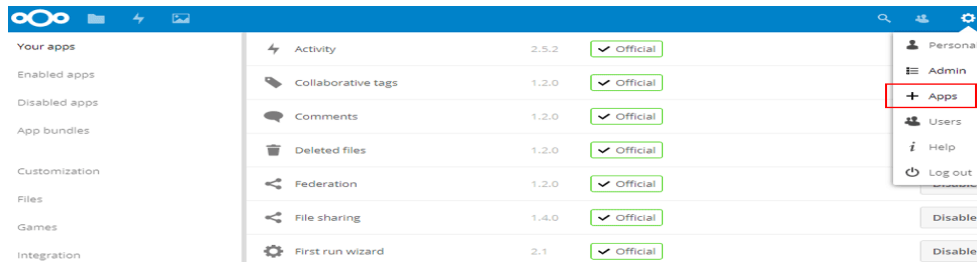 Your apps
Enabled apps
Disabled apps
App bundles
Customization
Files
Games
Integration
Activity 2.5.2 Official
Collaborative tags 1.2.0 Official
Comments 1.2.0 Official
Deleted files 1.2.0 Official
Federation 1.2.0 Official
File sharing 1.4.0 Official Disable
First run wizard 2.1 Official Disable
Personal
Admin
Apps
Users
Help
Log out